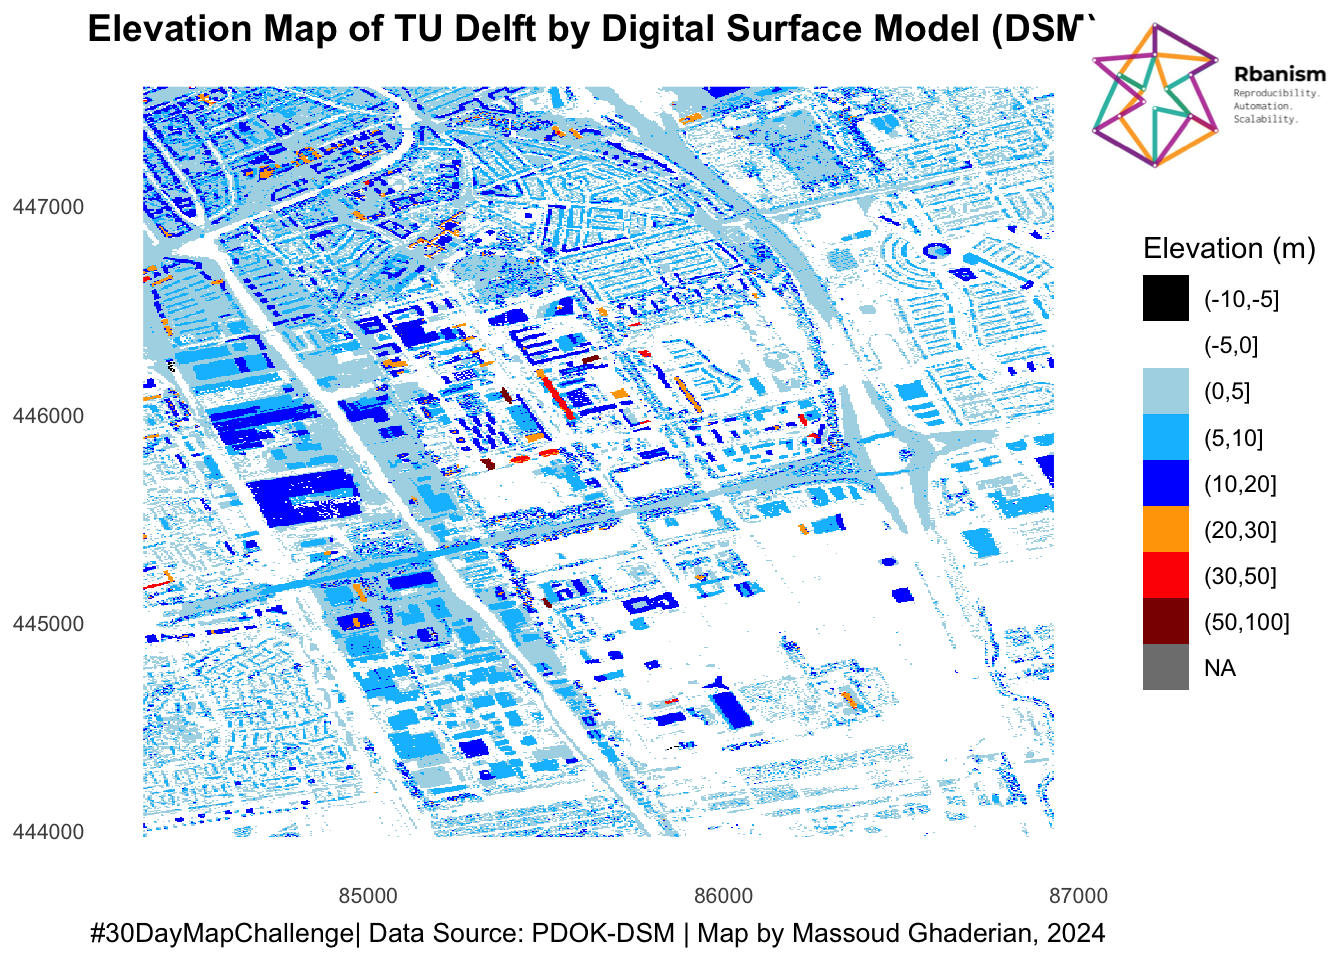 Elevation Map of TU Delft by Digital Surface Model (DSM)
Rbanism
Reproducibility.
Automation.
Scalability.
447000
446000
445000
444000
85000
86000
87000
Elevation (m)
(-10,-5]
(-5,0]
(0,5]
(5,10]
(10,20]
(20,30]
(30,50]
(50,100]
NA
#30DayMapChallenge| Data Source: PDOK-DSM | Map by Massoud Ghaderian, 2024